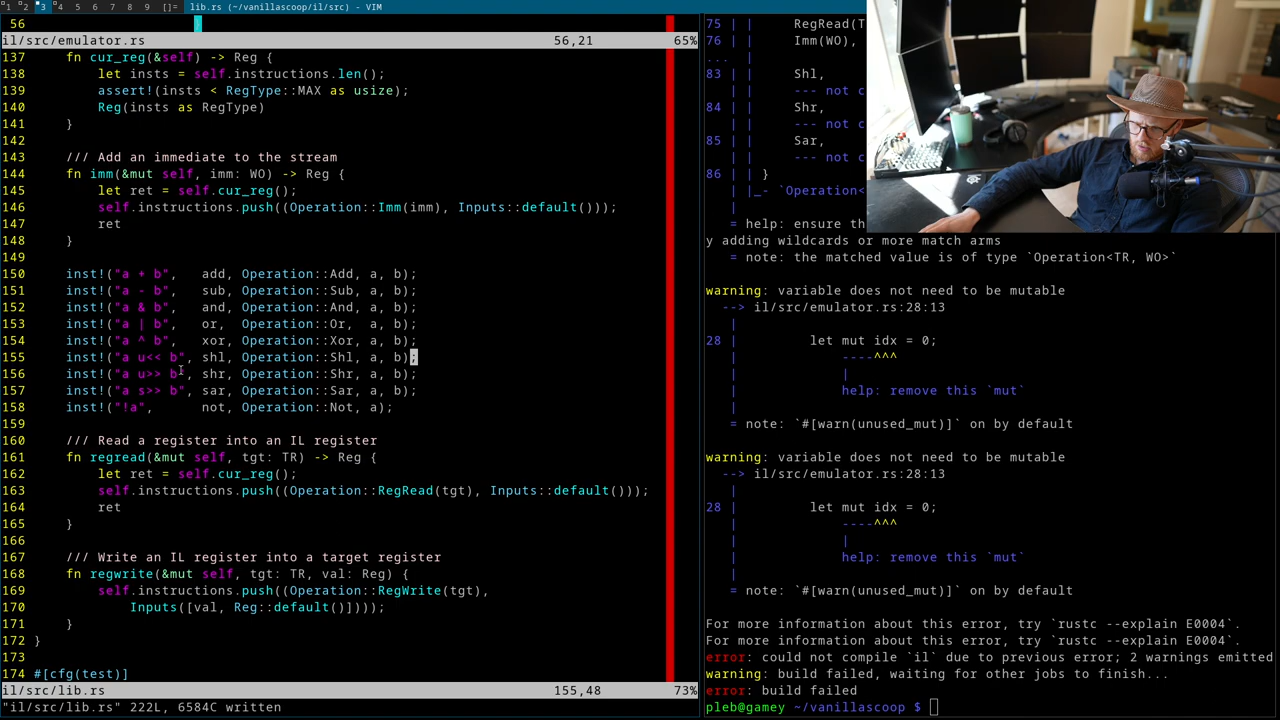 1 2 3 4 5 6 7 8 9 []= lib.rs (~/vanillascoop/il/src) - VIM
56 }
il/src/emulator.rs 56,21 65%
137 fn cur_reg(&self) -> Reg {
138 let insts = self.instructions.len();
139 assert!(insts < RegType::MAX as usize);
140 Reg(insts as RegType)
141 }
142
143 /// Add an immediate to the stream
144 fn imm(&mut self, imm: WO) -> Reg {
145 let ret = self.cur_reg();
146 self.instructions.push((Operation::Imm(imm), Inputs::default()));
147 ret
148 }
149
150 inst!("a + b", add, Operation::Add, a, b);
151 inst!("a - b", sub, Operation::Sub, a, b);
152 inst!("a & b", and, Operation::And, a, b);
153 inst!("a | b", or, Operation::Or, a, b);
154 inst!("a ^ b", xor, Operation::Xor, a, b);
155 inst!("a u<< b", shl, Operation::Shl, a, b);
156 inst!("a u>> b", shr, Operation::Shr, a, b);
157 inst!("a s>> b", sar, Operation::Sar, a, b);
158 inst!("!a", not, Operation::Not, a);
159
160 /// Read a register into an IL register
161 fn regread(&mut self, tgt: TR) -> Reg {
162 let ret = self.cur_reg();
163 self.instructions.push((Operation::RegRead(tgt), Inputs::default()));
164 ret
165 }
166
167 /// Write an IL register into a target register
168 fn regwrite(&mut self, tgt: TR, val: Reg) {
169 self.instructions.push((Operation::RegWrite(tgt),
170 Inputs([val, Reg::default()])));
171 }
172 }
173
174 #[cfg(test)]
il/src/lib.rs 155,48 73%
"il/src/lib.rs" 222L, 6584C written
75 | | RegRead(T
76 | | Imm(WO),
... |
83 | | Shl,
| | --- not c
84 | | Shr,
| | --- not c
85 | | Sar,
| | --- not c
86 | | }
| |_- `Operation<
|
= help: ensure th
y adding wildcards or more match arms
= note: the matched value is of type `Operation<TR, WO>`
warning: variable does not need to be mutable
--> il/src/emulator.rs:28:13
|
28 | let mut idx = 0;
| ----^^^
| |
| help: remove this `mut`
|
= note: `#[warn(unused_mut)]` on by default
warning: variable does not need to be mutable
--> il/src/emulator.rs:28:13
|
28 | let mut idx = 0;
| ----^^^
| |
| help: remove this `mut`
|
= note: `#[warn(unused_mut)]` on by default
For more information about this error, try `rustc --explain E0004`.
For more information about this error, try `rustc --explain E0004`.
error: could not compile `il` due to previous error; 2 warnings emitted
warning: build failed, waiting for other jobs to finish...
error: build failed
pleb@gamey ~/vanillascoop $